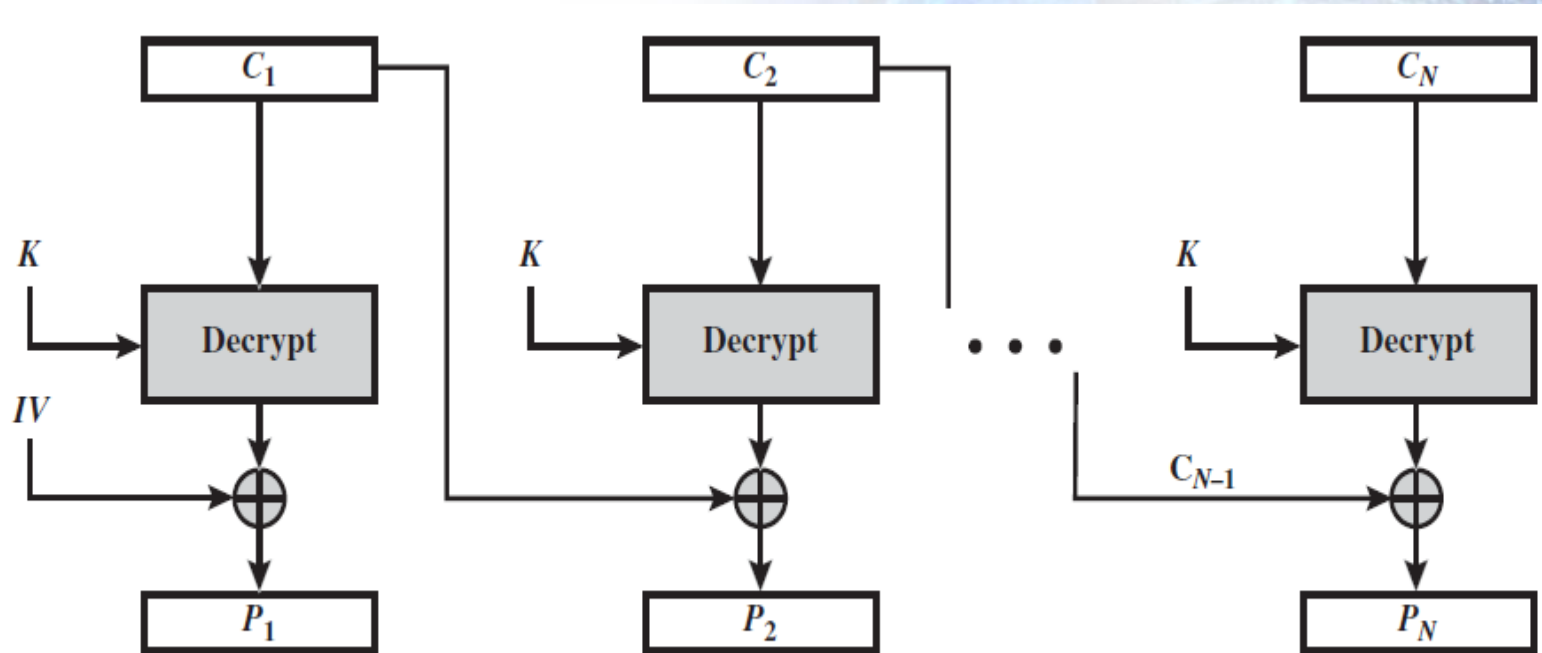 C1 C2 CN
K K K
Decrypt Decrypt • • • Decrypt
IV
CN–1
P1 P2 PN